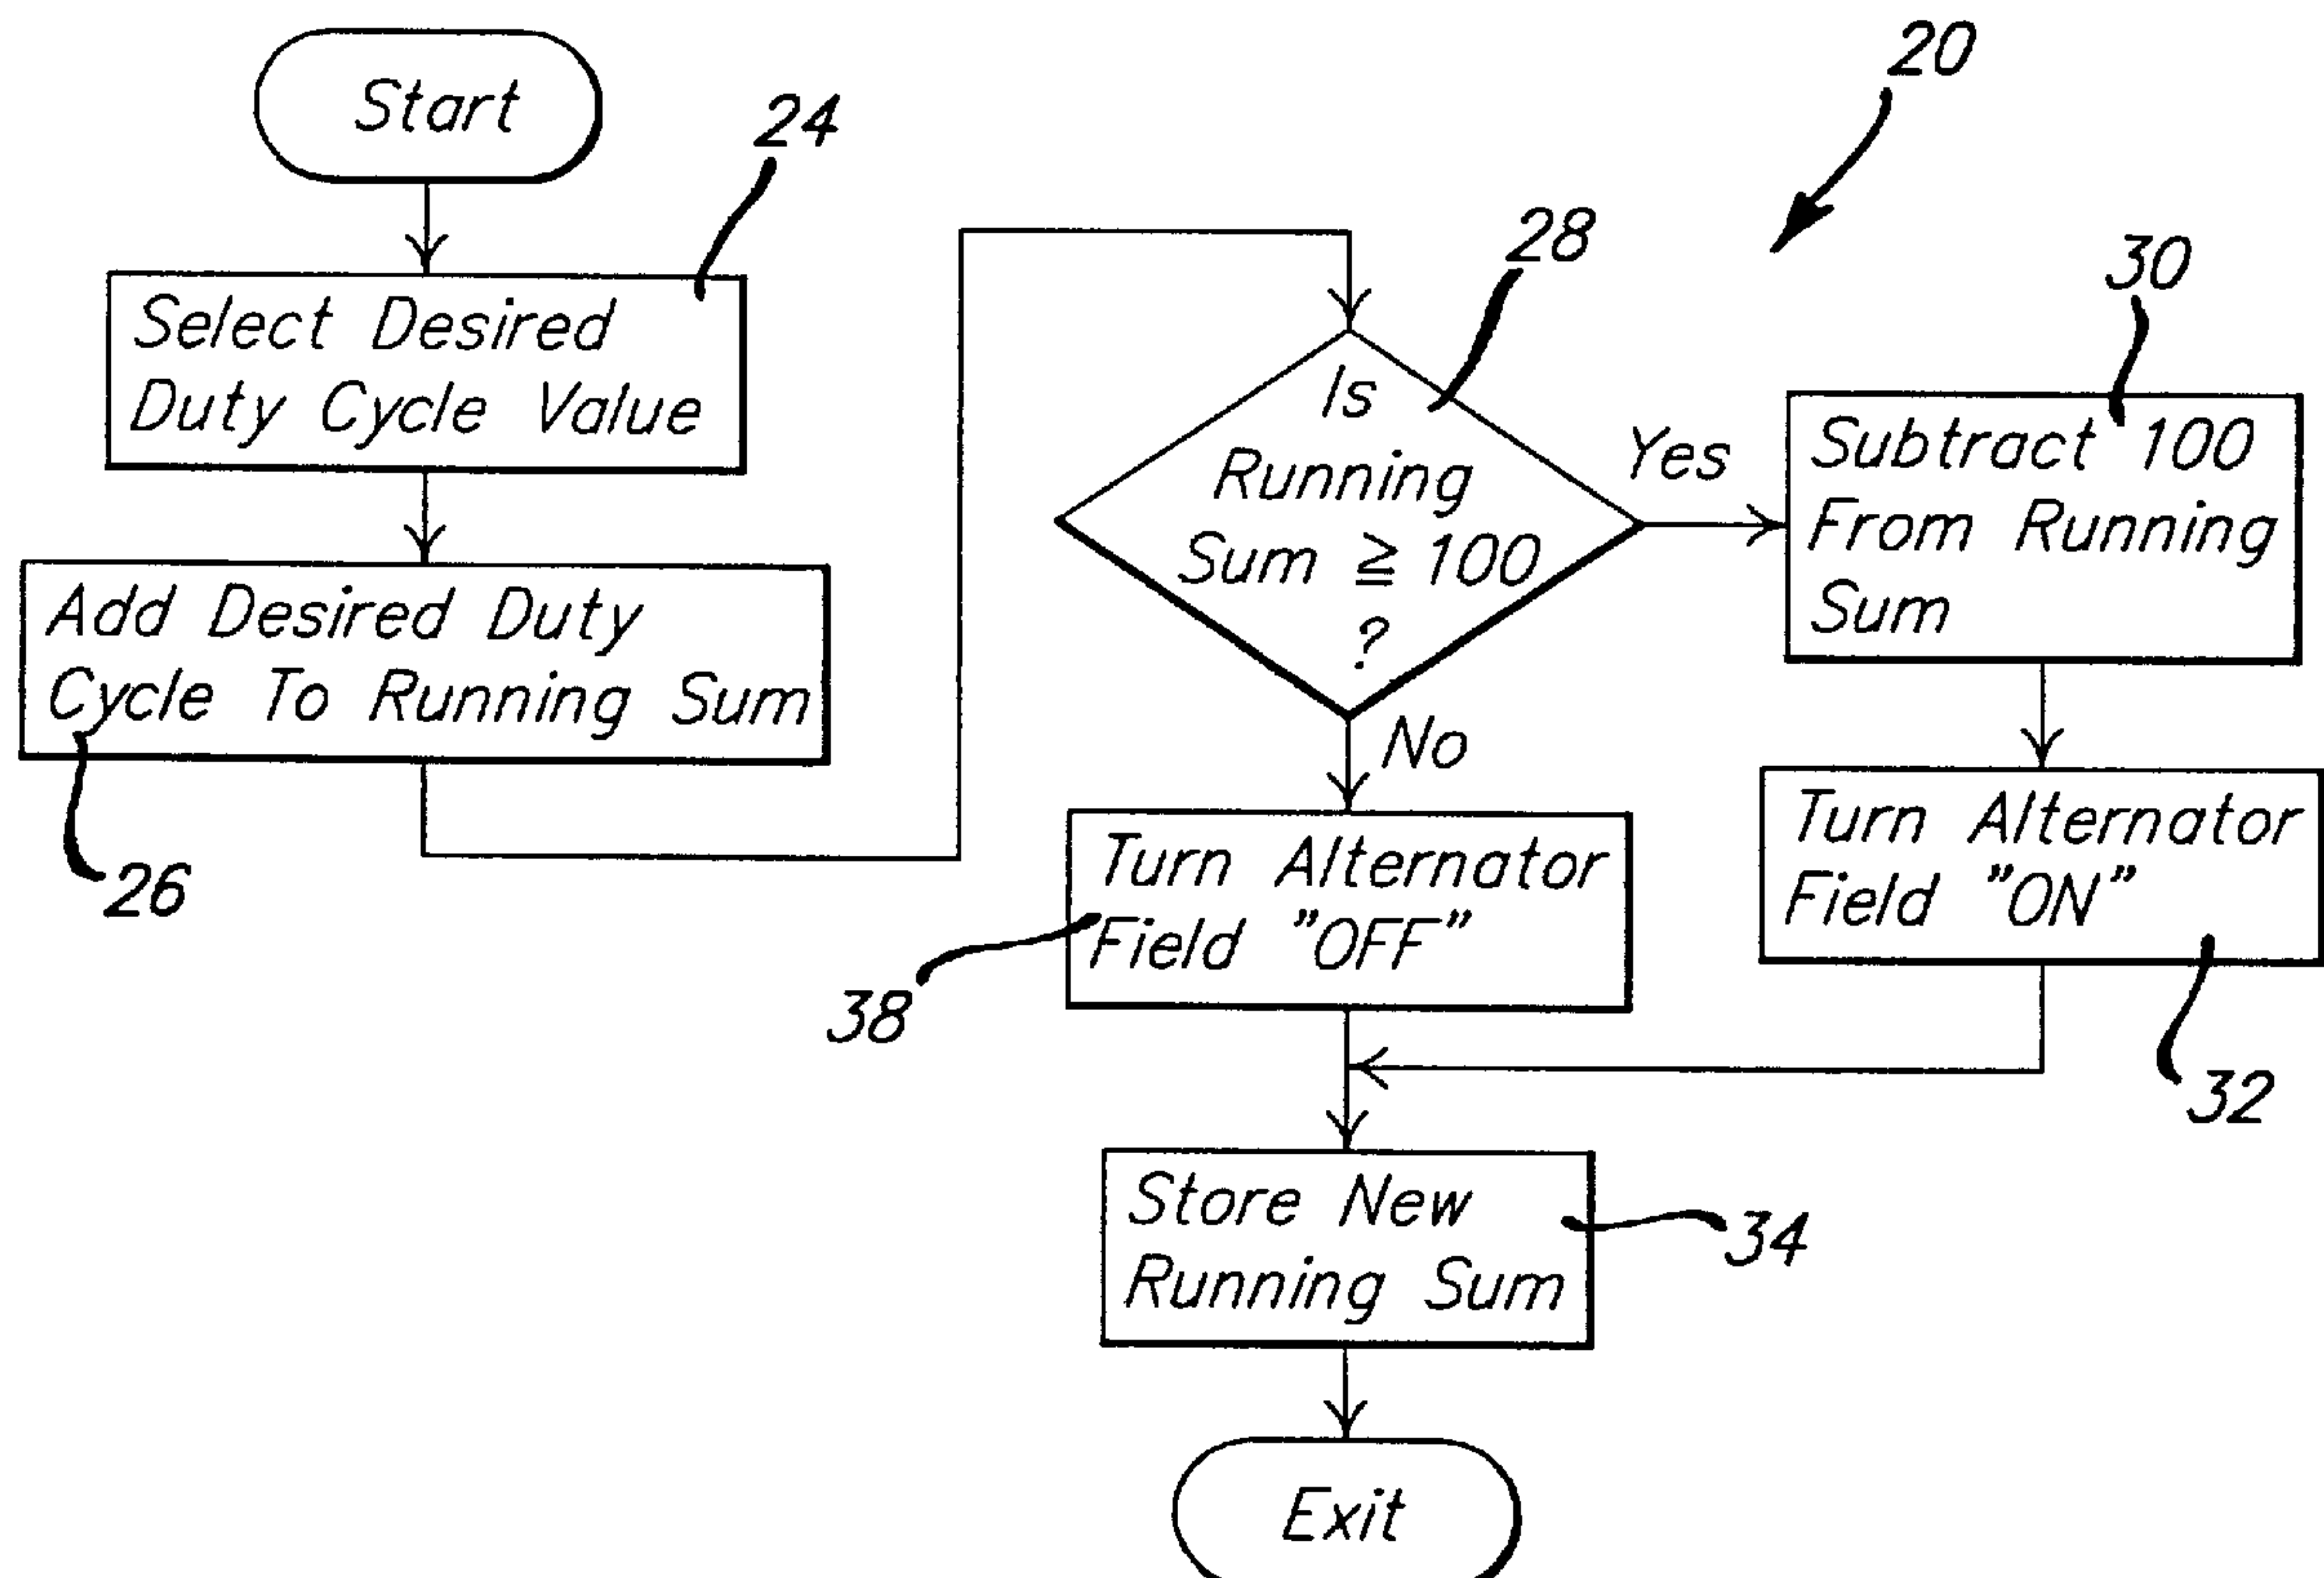 Start
24
Select Desired
Duty Cycle Value
Add Desired Duty
Cycle To Running Sum
26
20
28
Is
Running
Sum ≧ 100
?
Yes
No
30
Subtract 100
From Running
Sum
Turn Alternator
Field "ON"
32
Turn Alternator
Field "OFF"
38
Store New
Running Sum
34
Exit